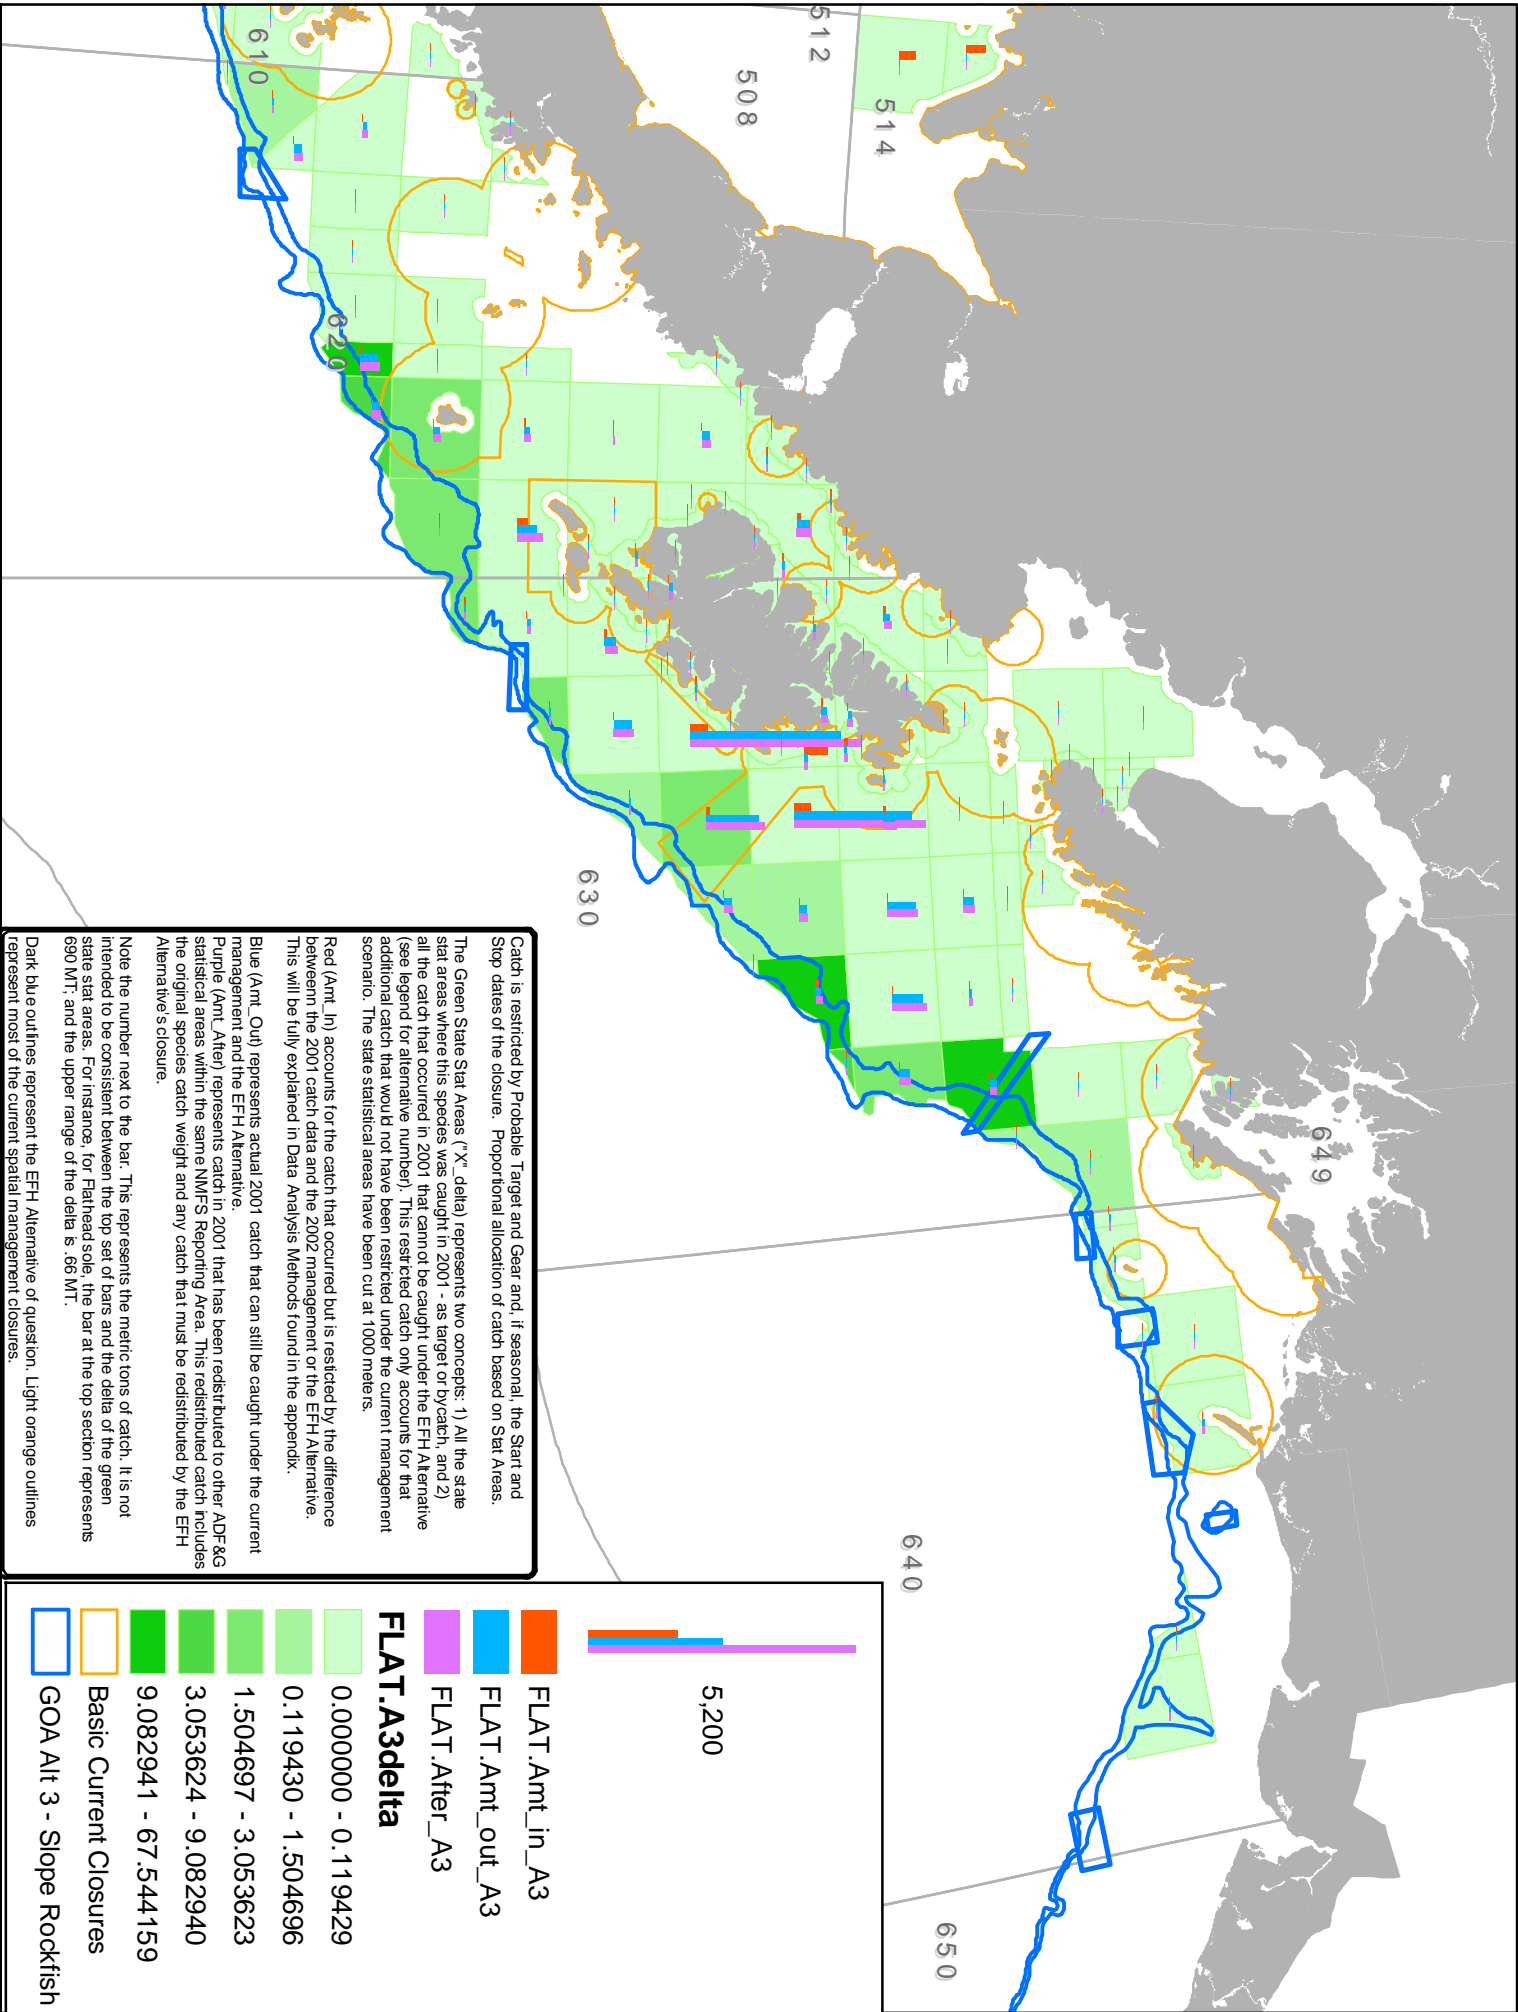 610
512
508
514
620
630
649
640
650
Catch is restricted by Probable Target and Gear and, if seasonal, the Start and
Stop dates of the closure. Proportional allocation of catch based on Stat Areas.
The Green State Stat Areas ("X"_delta) represents two concepts: 1) All the state
stat areas where this species was caught in 2001 - as target or bycatch, and 2)
all the catch that occurred in 2001 that cannot be caught under the EFH Alternative
(see legend for alternative number). This restricted catch only accounts for that
additional catch that would not have been restricted under the current management
scenario. The state statistical areas have been cut at 1000 meters.
Red (Amt_In) accounts for the catch that occurred but is resticted by the difference
betweenn the 2001 catch data and the 2002 management or the EFH Alternative.
This will be fully explained in Data Analysis Methods found in the appendix.
Blue (Amt_Out) represents actual 2001 catch that can still be caught under the current
management and the EFH Alternative.
Purple (Amt_After) represents catch in 2001 that has been redistributed to other ADF&G
statistical areas within the same NMFS Reporting Area. This redistributed catch includes
the original species catch weight and any catch that must be redistributed by the EFH
Alternative's closure.
Note the number next to the bar. This represents the metric tons of catch. It is not
intended to be consistent between the top set of bars and the delta of the green
state stat areas. For instance, for Flathead sole, the bar at the top section represents
690 MT; and the upper range of the delta is .66 MT.
Dark blue outlines represent the EFH Alternative of question. Light orange outlines
represent most of the current spatial management closures.
5,200
FLAT.Amt_in_A3
FLAT.Amt_out_A3
FLAT.After_A3
FLAT.A3delta
0.000000 - 0.119429
0.119430 - 1.504696
1.504697 - 3.053623
3.053624 - 9.082940
9.082941 - 67.544159
Basic Current Closures
GOA Alt 3 - Slope Rockfish